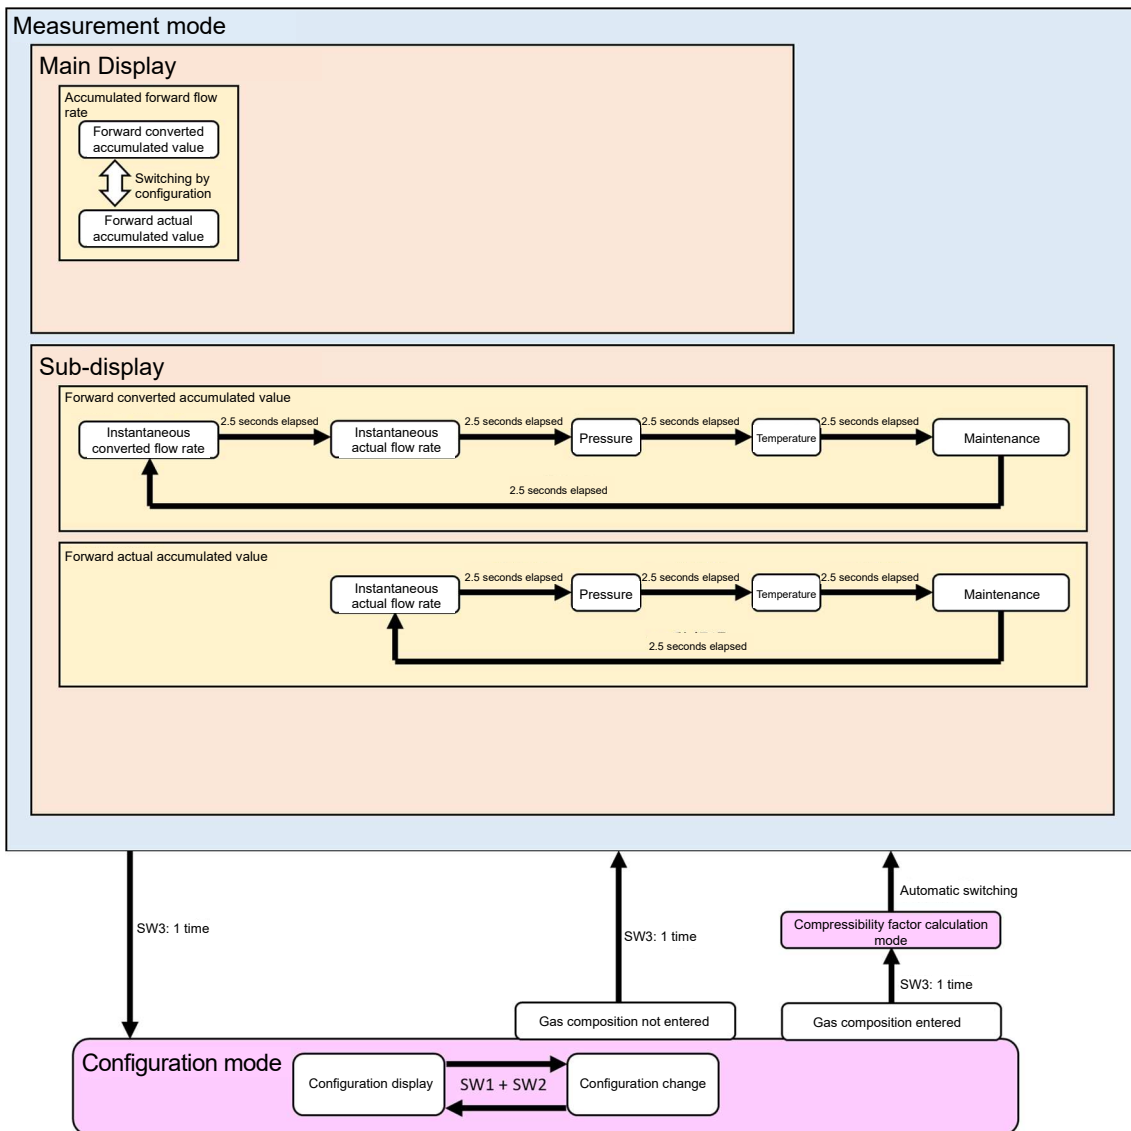 Measurement mode
Main Display
Accumulated forward flow
rate
Forward converted
accumulated value
Switching by
configuration
Forward actual
accumulated value
Sub-display
Forward converted accumulated value
Instantaneous
converted flow rate
2.5 seconds elapsed
Instantaneous
actual flow rate
2.5 seconds elapsed
Pressure
2.5 seconds elapsed
Temperature
2.5 seconds elapsed
Maintenance
2.5 seconds elapsed
Forward actual accumulated value
Instantaneous
actual flow rate
2.5 seconds elapsed
Pressure
2.5 seconds elapsed
Temperature
2.5 seconds elapsed
Maintenance
2.5 seconds elapsed
SW3: 1 time
SW3: 1 time
Automatic switching
Compressibility factor calculation
mode
SW3: 1 time
Gas composition not entered
Gas composition entered
Configuration mode
Configuration display
SW1 + SW2
Configuration change